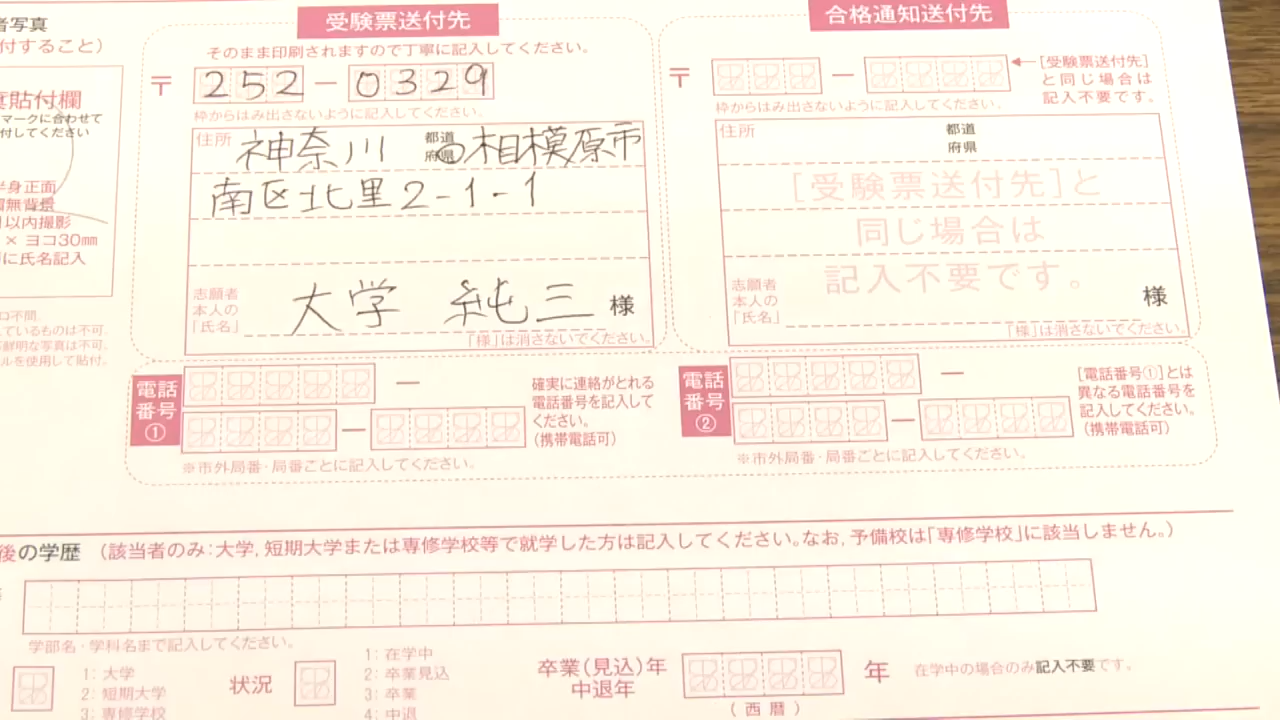 者写真
付すること）
真貼付欄
マークに合わせて
付してください
半身正面
無背景
以内撮影
× ヨコ30mm
に氏名記入
不問。
ているものは不可。
鮮明な写真は不可。
ルを使用して貼付。
受験票送付先
そのまま印刷されますので丁寧に記入してください。
〒 252－0329
枠からはみ出さないように記入してください。
住所 神奈川 都道府県 相模原市
南区北里2-1-1
志願者本人の「氏名」 大学 純三 様
「様」は消さないでください。
合格通知送付先
〒 －
［受験票送付先］
と同じ場合は
記入不要です。
枠からはみ出さないように記入してください。
住所 都道府県
［受験票送付先］と
同じ場合は
記入不要です。
志願者本人の「氏名」 様
「様」は消さないでください。
電話番号① － －
確実に連絡がとれる
電話番号を記入して
ください。
（携帯電話可）
※市外局番・局番ごとに記入してください。
電話番号② － －
［電話番号①］とは
異なる電話番号を
記入してください。
（携帯電話可）
※市外局番・局番ごとに記入してください。
後の学歴 （該当者のみ：大学，短期大学または専修学校等で就学した方は記入してください。なお，予備校は「専修学校」に該当しません。）
学部名・学科名まで記入してください。
1：大学
2：短期大学
3：専修学校
状況
1：在学中
2：卒業見込
3：卒業
4：中退
卒業（見込）年
中退年
年
（西暦）
在学中の場合のみ記入不要です。